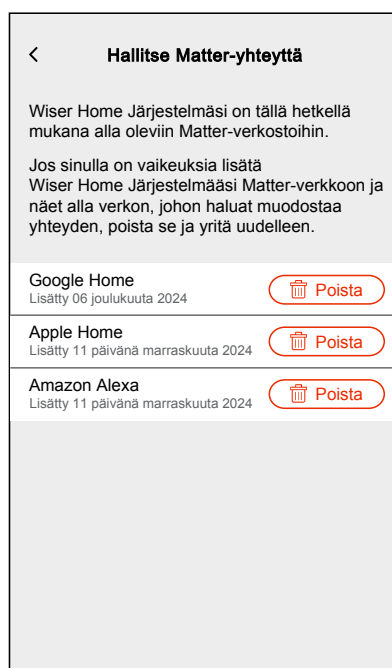 Hallitse Matter-yhteyttä
Wiser Home Järjestelmäsi on tällä hetkellä
mukana alla oleviin Matter-verkostoihin.
Jos sinulla on vaikeuksia lisätä
Wiser Home Järjestelmääsi Matter-verkkoon ja
näet alla verkon, johon haluat muodostaa
yhteyden, poista se ja yritä uudelleen.
Google Home
Lisätty 06 joulukuuta 2024
Poista
Apple Home
Lisätty 11 päivänä marraskuuta 2024
Poista
Amazon Alexa
Lisätty 11 päivänä marraskuuta 2024
Poista